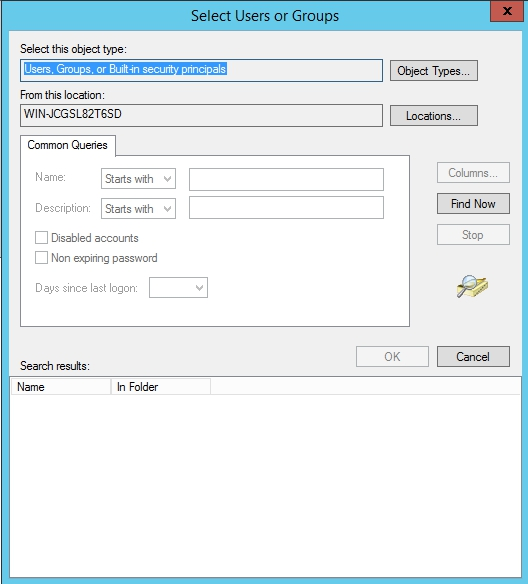 Select Users or Groups
x
Select this object type:
Users, Groups, or Built-in security principals
Object Types...
From this location:
WIN-JCGSL82T6SD
Locations...
Common Queries
Name:
Starts with
Columns...
Description:
Starts with
Find Now
Disabled accounts
Stop
Non expiring password
Days since last logon:
OK
Cancel
Search results:
Name
In Folder